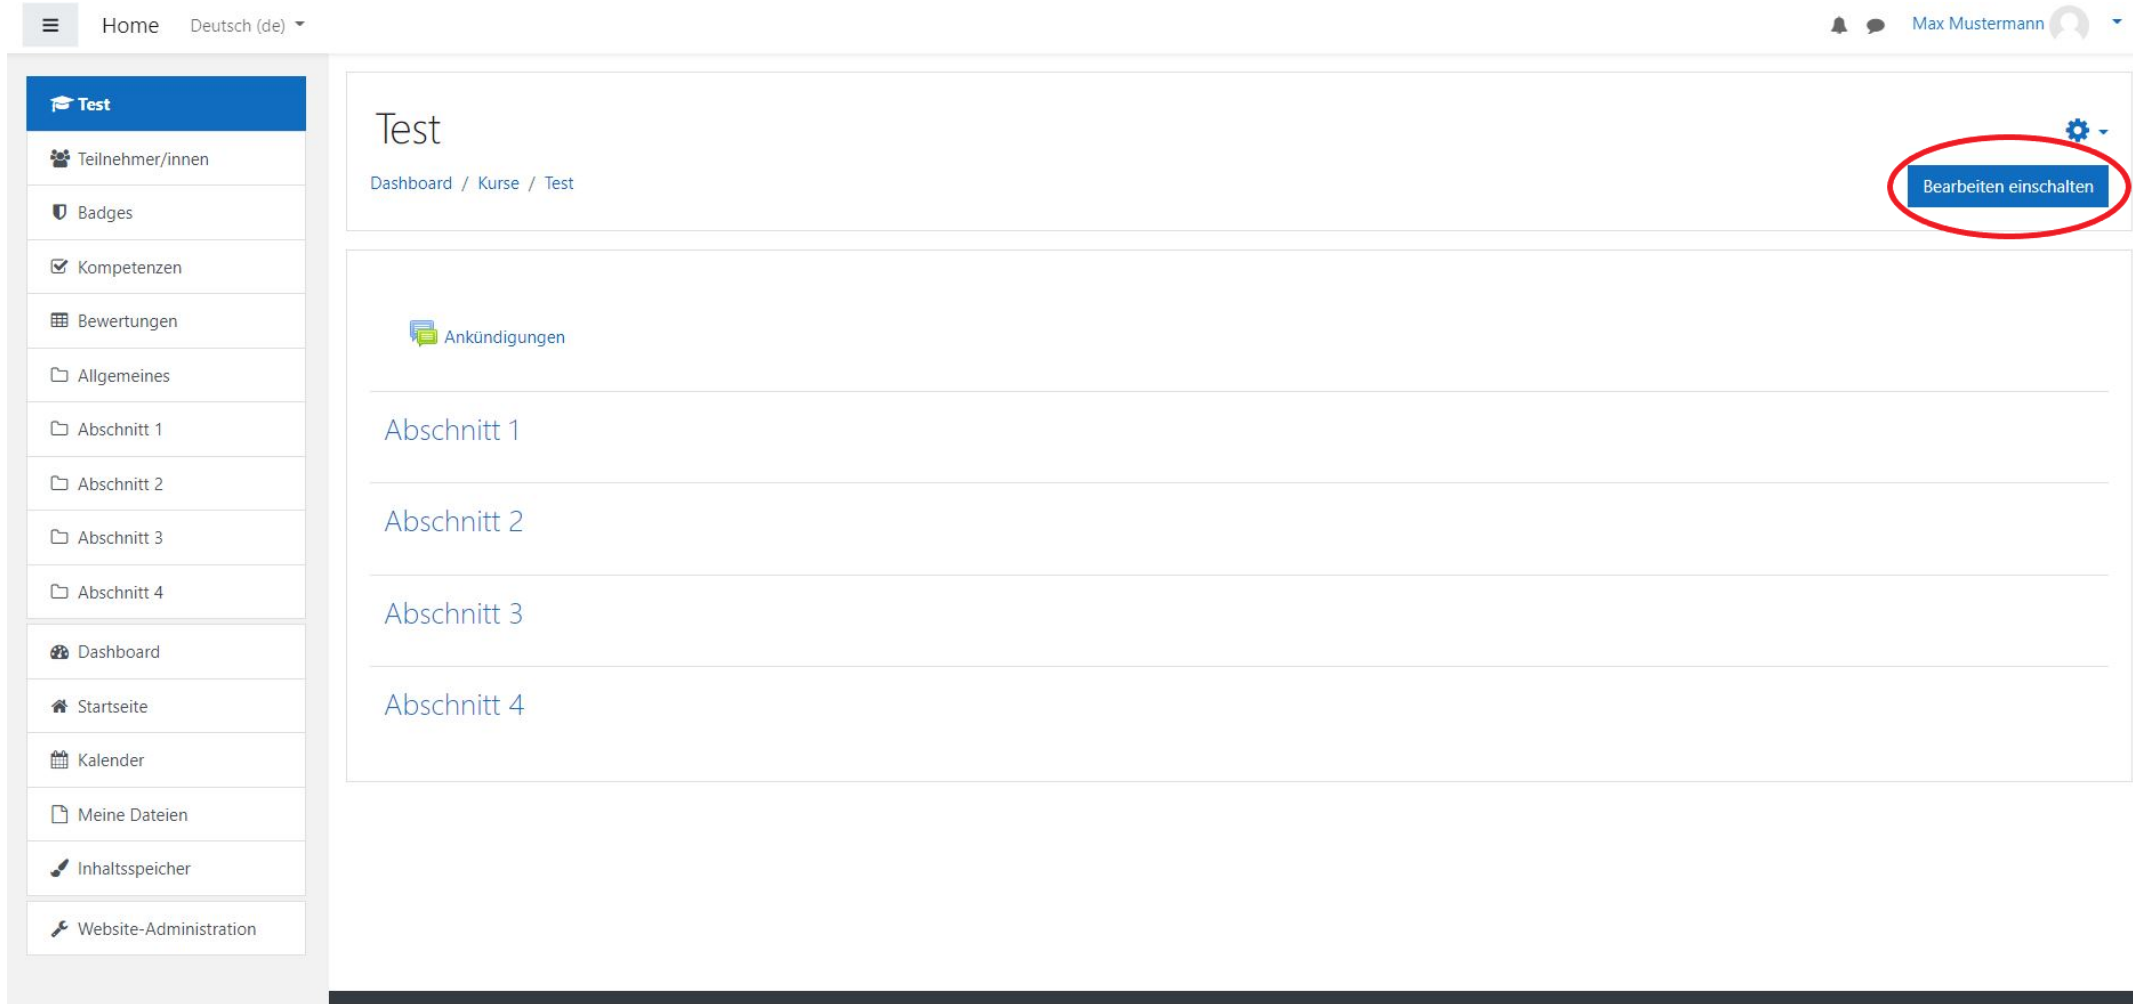 Home Deutsch (de)
Max Mustermann
Test
Teilnehmer/innen
Badges
Kompetenzen
Bewertungen
Allgemeines
Abschnitt 1
Abschnitt 2
Abschnitt 3
Abschnitt 4
Dashboard
Startseite
Kalender
Meine Dateien
Inhaltsspeicher
Website-Administration
Test
Dashboard / Kurse / Test
Bearbeiten einschalten
Ankündigungen
Abschnitt 1
Abschnitt 2
Abschnitt 3
Abschnitt 4